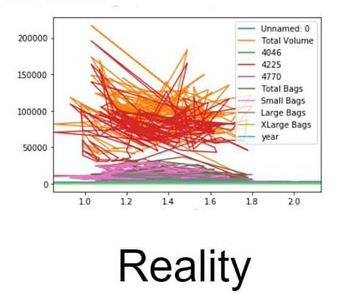 200000
150000
100000
50000
0
1.0 1.2 1.4 1.6 1.8 2.0
Unnamed: 0
Total Volume
4046
4225
4770
Total Bags
Small Bags
Large Bags
XLarge Bags
year
Reality